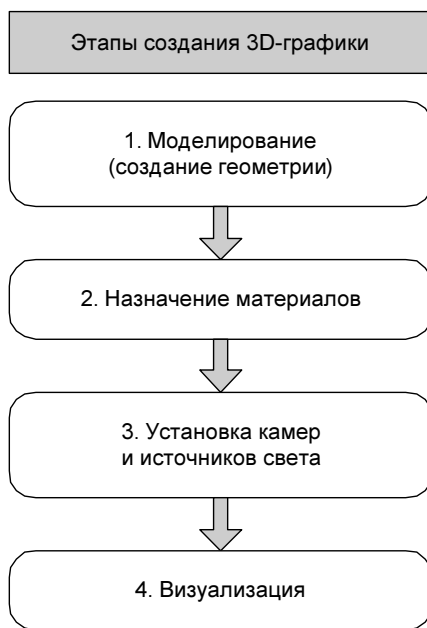 Этапы создания 3D-графики
1. Моделирование
(создание геометрии)
2. Назначение материалов
3. Установка камер
и источников света
4. Визуализация